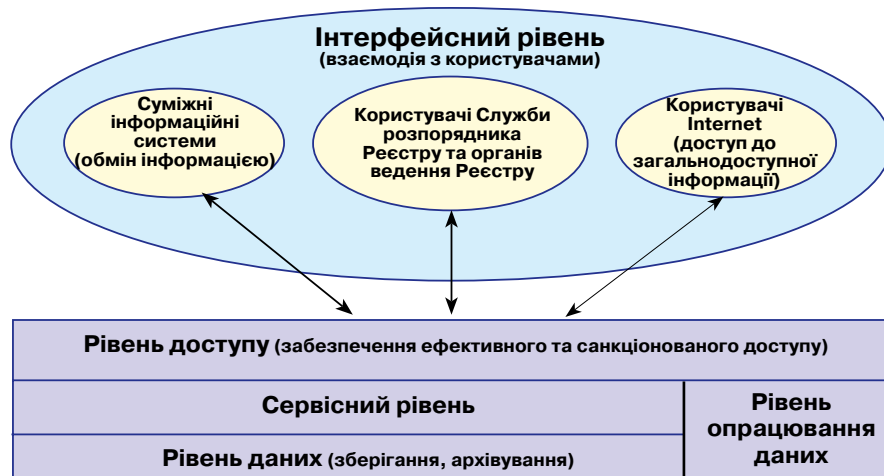 Інтерфейсний рівень
(взаємодія з користувачами)
Суміжні
інформаційні
системи
(обмін інформацією)
Користувачі Служби
розпорядника
Реєстру та органів
ведення Реєстру
Користувачі
Internet
(доступ до
загальнодоступної
інформації)
Рівень доступу (забезпечення ефективного та санкціонованого доступу)
Сервісний рівень
Рівень даних (зберігання, архівування)
Рівень
опрацювання
даних